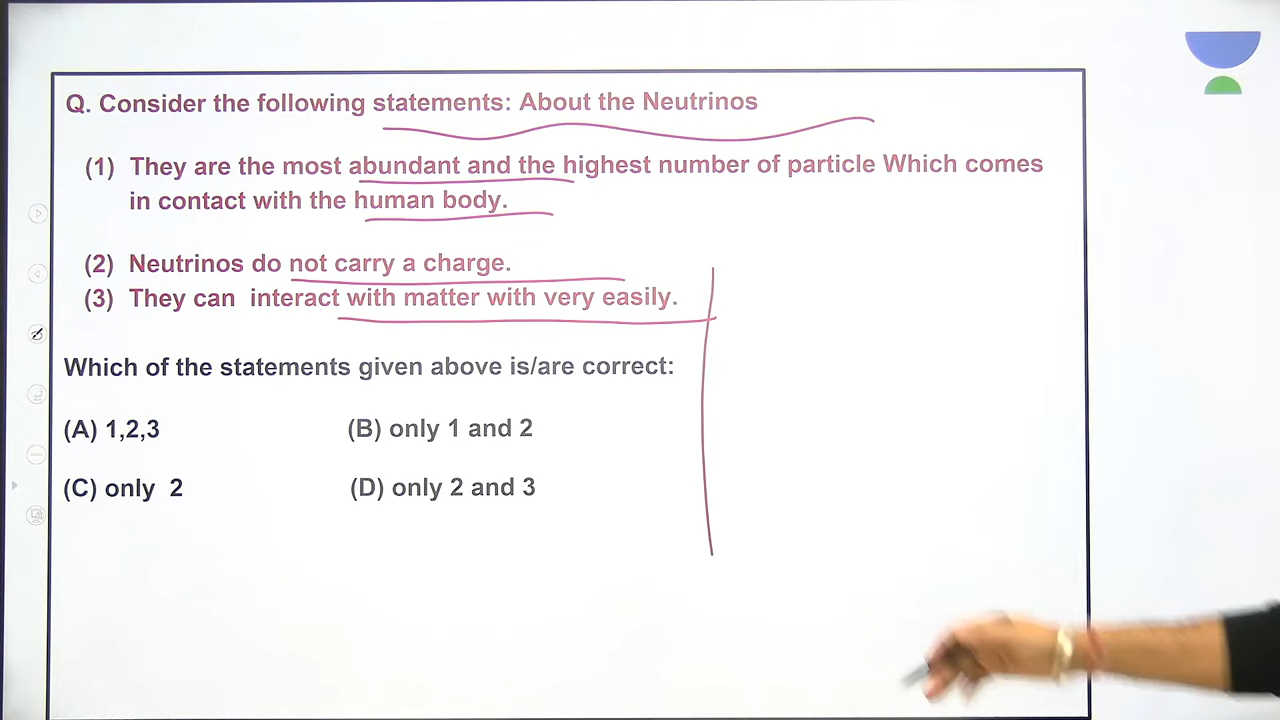 Q. Consider the following statements: About the Neutrinos
(1) They are the most abundant and the highest number of particle Which comes
in contact with the human body.
(2) Neutrinos do not carry a charge.
(3) They can interact with matter with very easily.
Which of the statements given above is/are correct:
(A) 1,2,3 (B) only 1 and 2
(C) only 2 (D) only 2 and 3